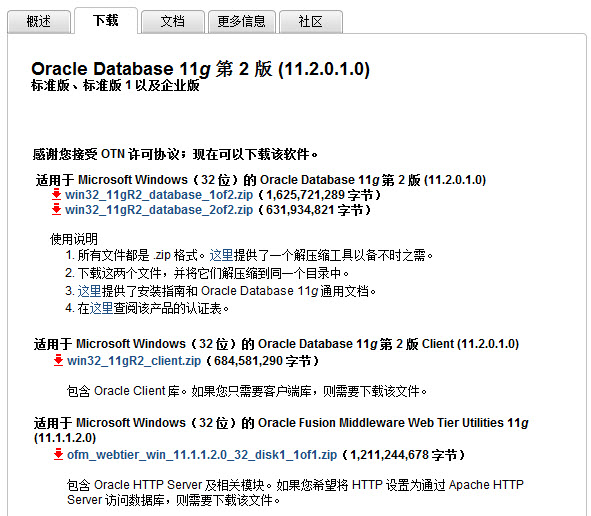 概述 下载 文档 更多信息 社区
Oracle Database 11g 第 2 版 (11.2.0.1.0)
标准版、标准版 1 以及企业版
感谢您接受 OTN 许可协议；现在可以下载该软件。
适用于 Microsoft Windows（32 位）的 Oracle Database 11g 第 2 版 (11.2.0.1.0)
win32_11gR2_database_1of2.zip（1,625,721,289 字节）
win32_11gR2_database_2of2.zip（631,934,821 字节）
使用说明
1. 所有文件都是 .zip 格式。这里提供了一个解压缩工具以备不时之需。
2. 下载这两个文件，并将它们解压缩到同一个目录中。
3. 这里提供了安装指南和 Oracle Database 11g 通用文档。
4. 在这里查阅该产品的认证表。
适用于 Microsoft Windows（32 位）的 Oracle Database 11g 第 2 版 Client (11.2.0.1.0)
win32_11gR2_client.zip（684,581,290 字节）
包含 Oracle Client 库。如果您只需要客户端库，则需要下载该文件。
适用于 Microsoft Windows（32 位）的 Oracle Fusion Middleware Web Tier Utilities 11g
(11.1.1.2.0)
ofm_webtier_win_11.1.1.2.0_32_disk1_1of1.zip（1,211,244,678 字节）
包含 Oracle HTTP Server 及相关模块。如果您希望将 HTTP 设置为通过 Apache HTTP
Server 访问数据库，则需要下载该文件。